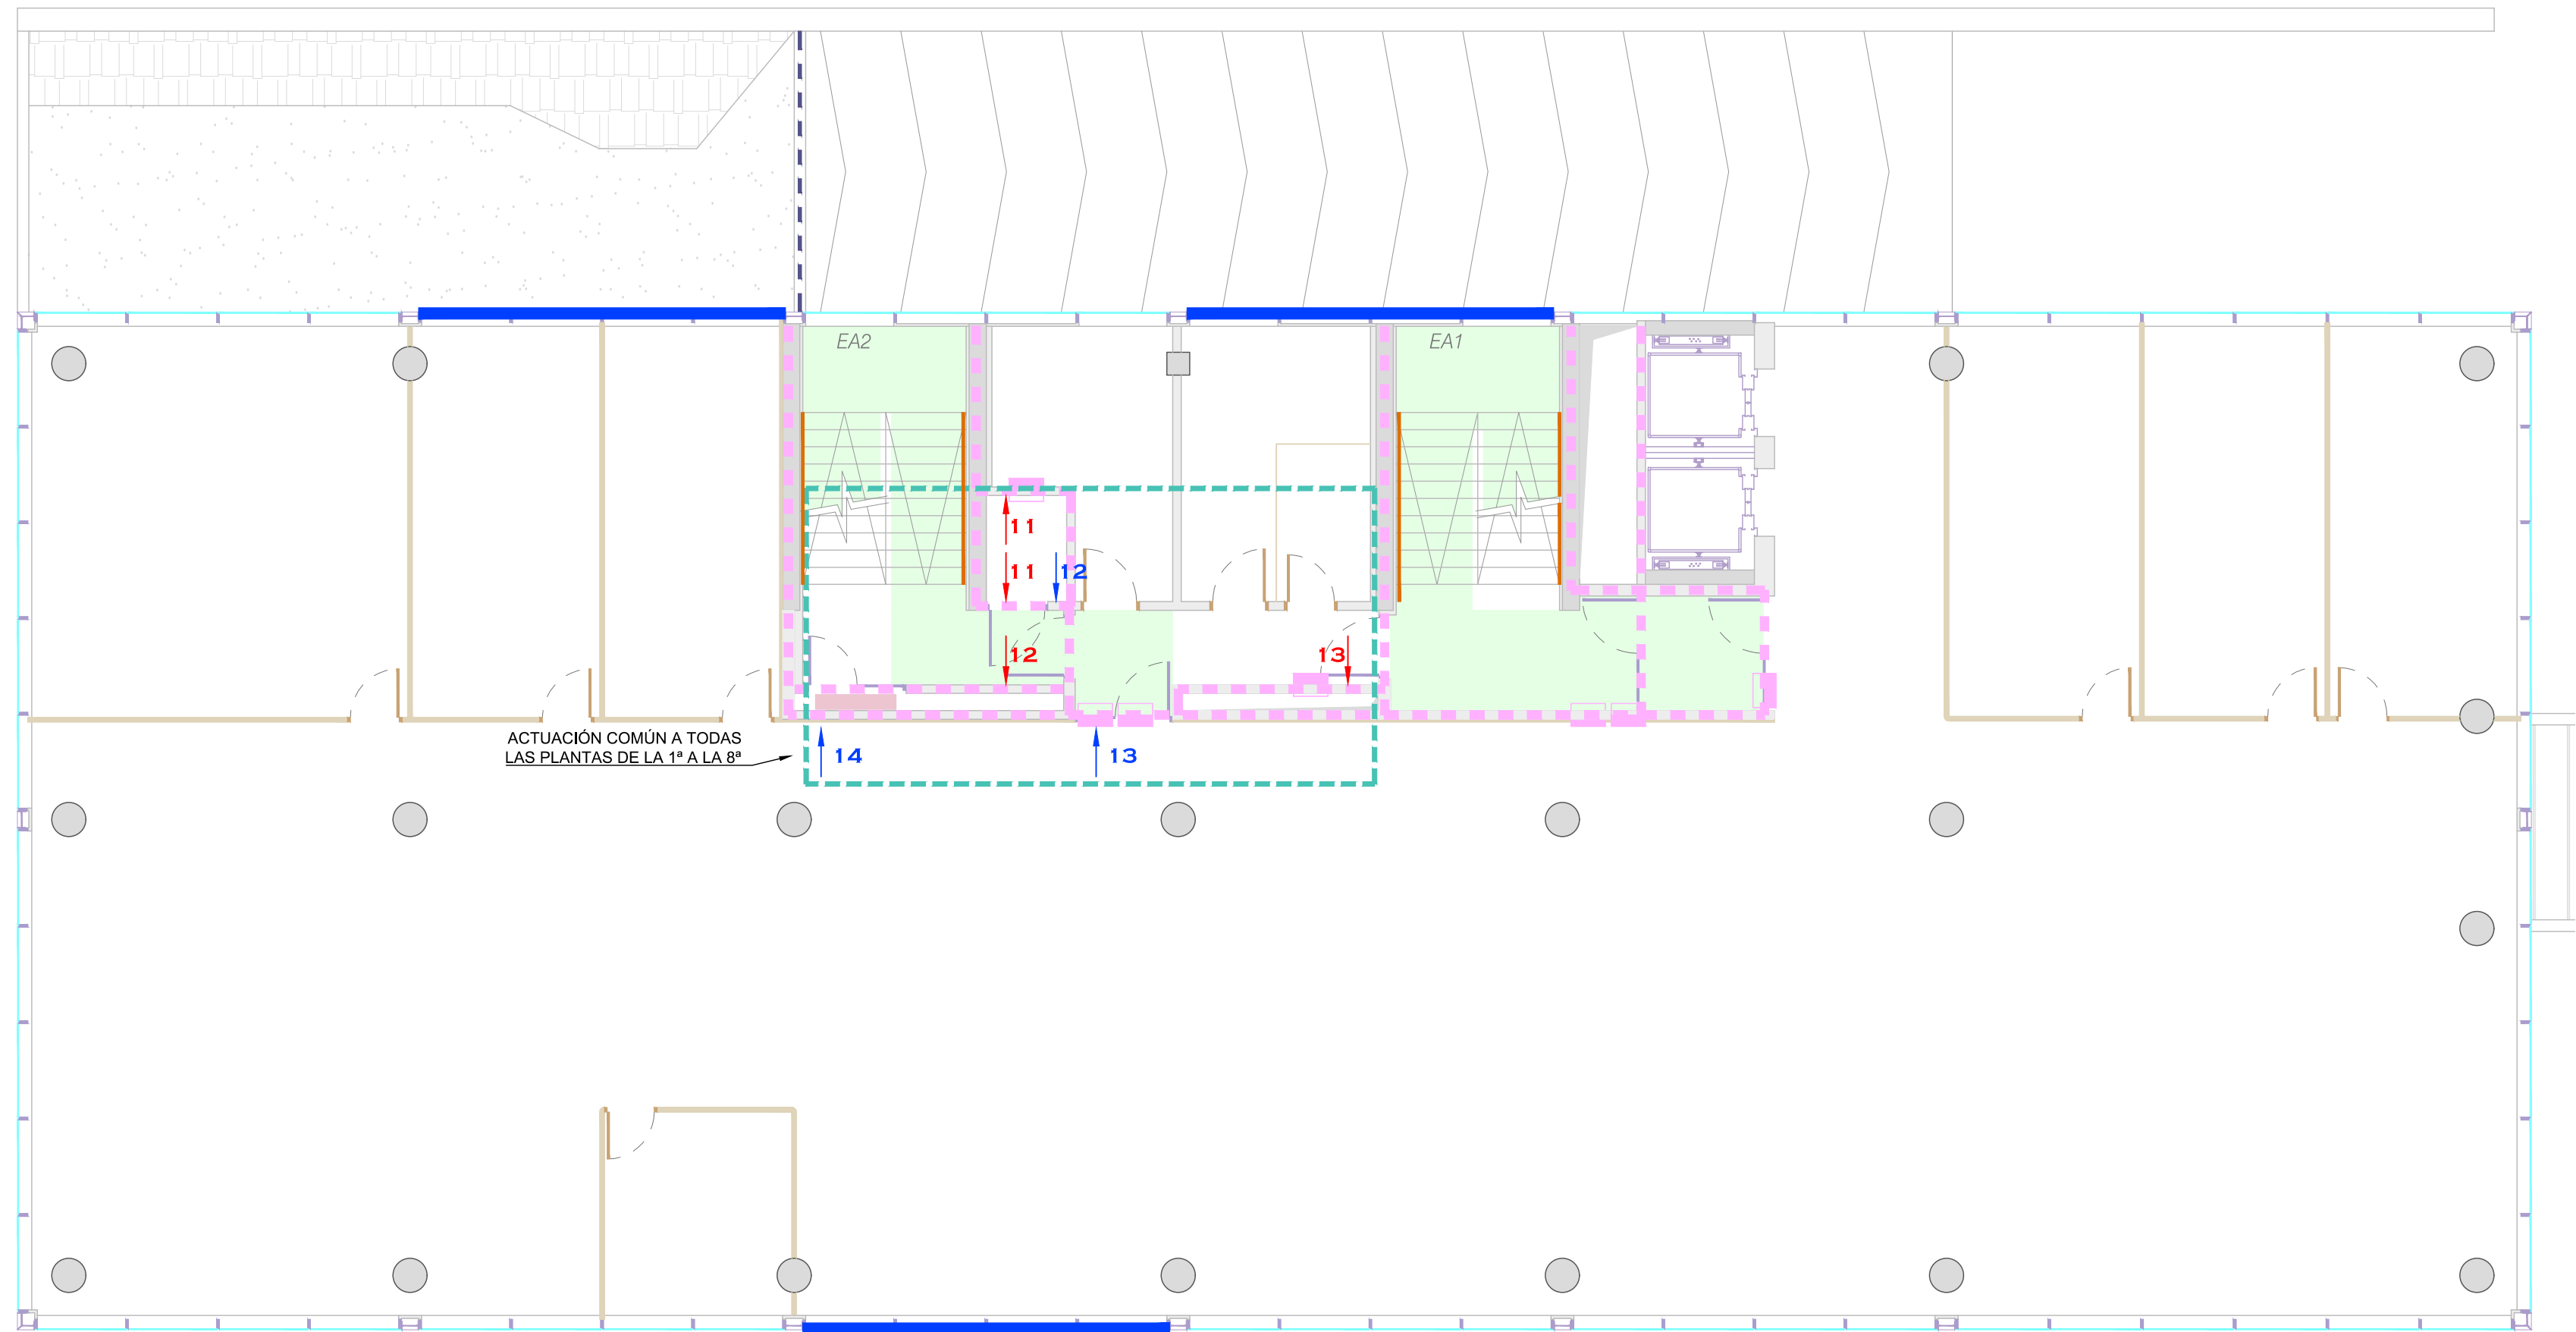 EA2
EA1
11
11
12
12
13
ACTUACIÓN COMÚN A TODAS
LAS PLANTAS DE LA 1ª A LA 8ª
14
13